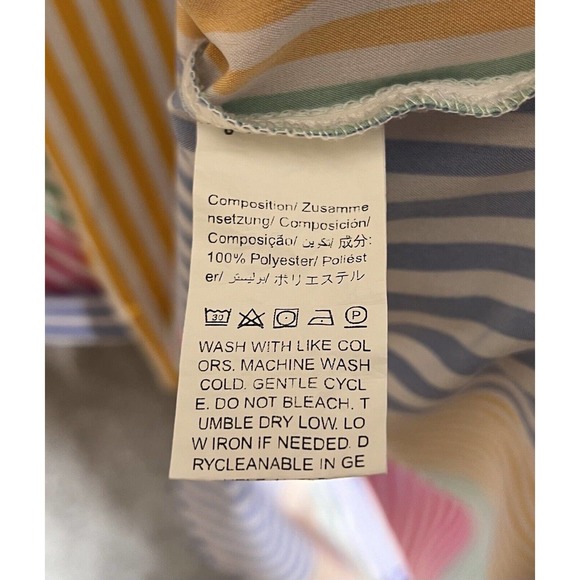 Composition/ Zusamme
nsetzung/ Composición/
Composição/ تكوين/ 成分:
100% Polyester/ Poliést
er/ بوليستر/ ポリエステル
30 P
WASH WITH LIKE COL
ORS. MACHINE WASH
COLD. GENTLE CYCL
E. DO NOT BLEACH. T
UMBLE DRY LOW. LO
W IRON IF NEEDED. D
RYCLEANABLE IN GE